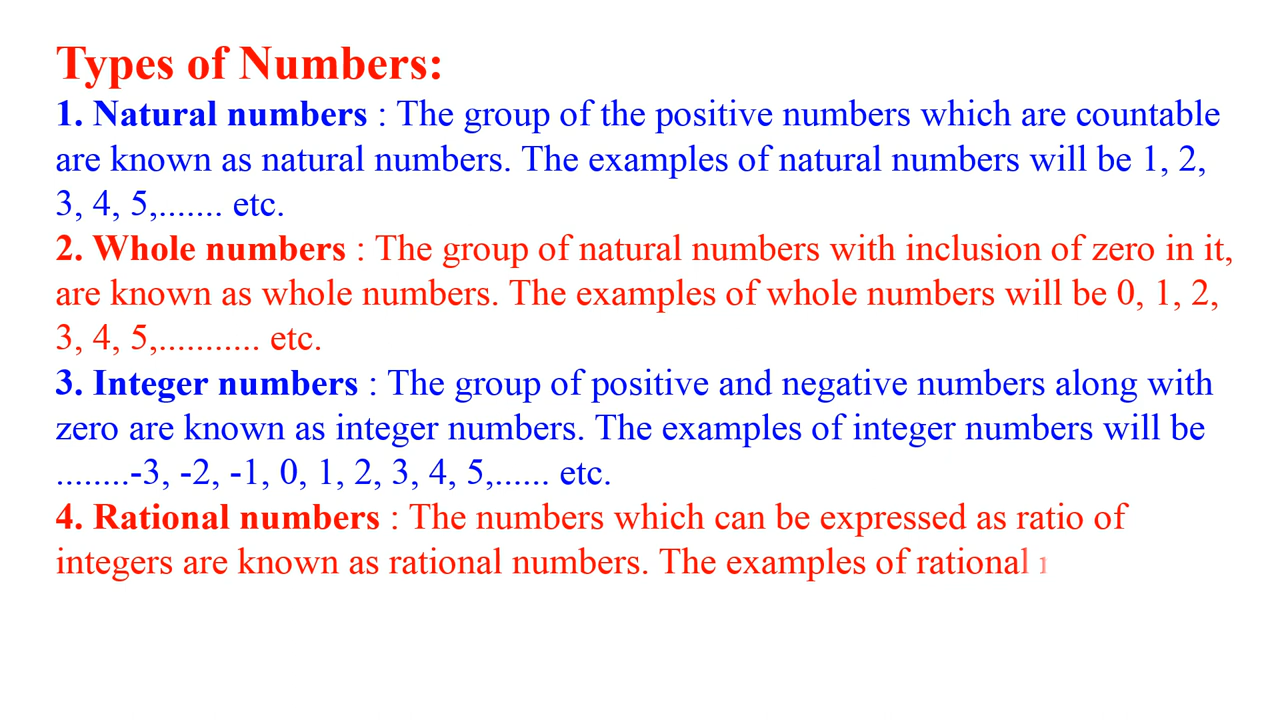 Types of Numbers:
1. Natural numbers : The group of the positive numbers which are countable
are known as natural numbers. The examples of natural numbers will be 1, 2,
3, 4, 5,....... etc.
2. Whole numbers : The group of natural numbers with inclusion of zero in it,
are known as whole numbers. The examples of whole numbers will be 0, 1, 2,
3, 4, 5,........... etc.
3. Integer numbers : The group of positive and negative numbers along with
zero are known as integer numbers. The examples of integer numbers will be
........-3, -2, -1, 0, 1, 2, 3, 4, 5,...... etc.
4. Rational numbers : The numbers which can be expressed as ratio of
integers are known as rational numbers. The examples of rational